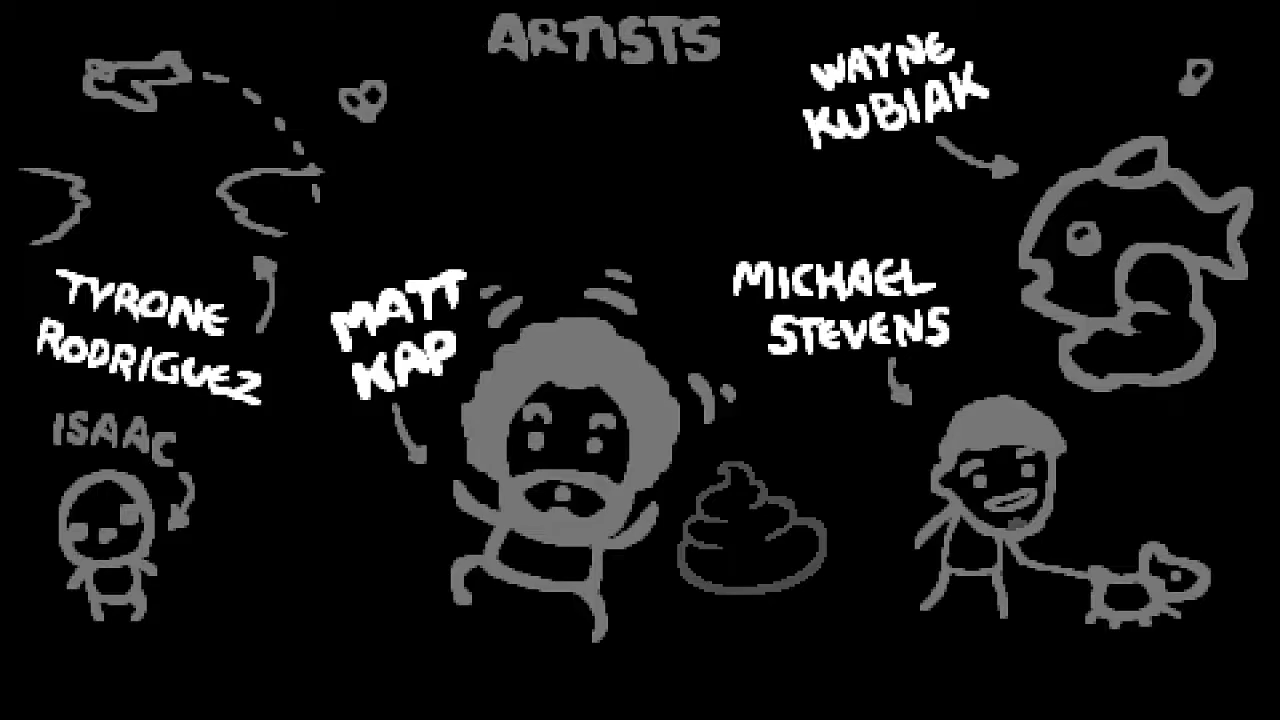 ARTISTS
WAYNE
KUBIAK
TYRONE
RODRIGUEZ
MATT
KAP
MICHAEL
STEVENS
ISAAC